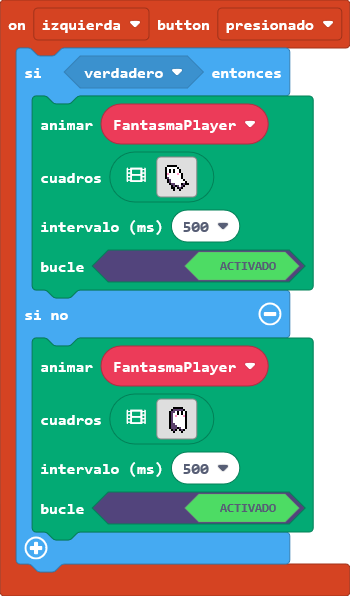 on izquierda button presionado
si verdadero entonces
animar FantasmaPlayer
cuadros
intervalo (ms) 500
bucle ACTIVADO
si no
animar FantasmaPlayer
cuadros
intervalo (ms) 500
bucle ACTIVADO